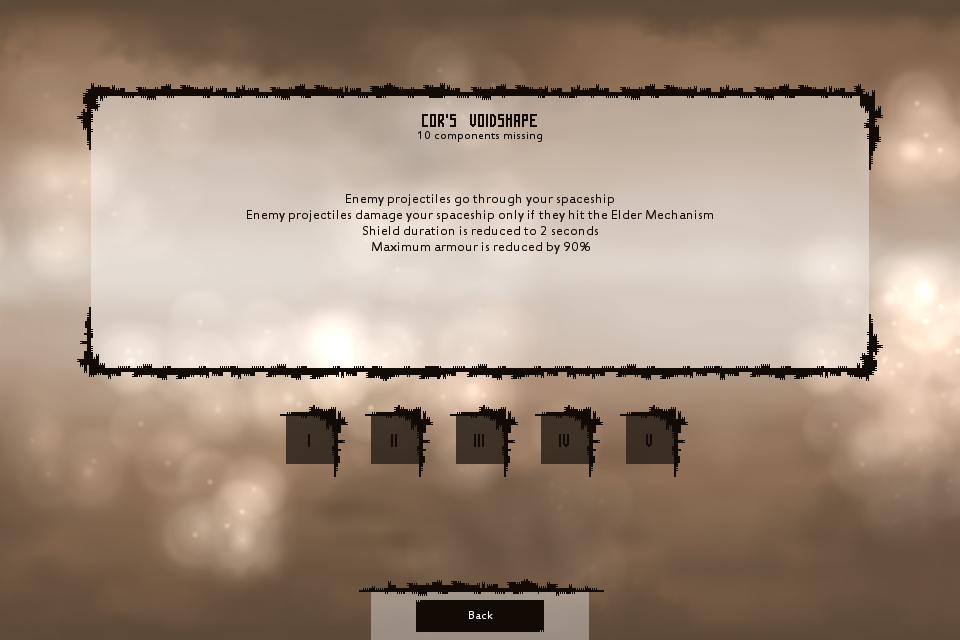 COR'S VOIDSHAPE
10 components missing
Enemy projectiles go through your spaceship
Enemy projectiles damage your spaceship only if they hit the Elder Mechanism
Shield duration is reduced to 2 seconds
Maximum armour is reduced by 90%
I II III IV V
Back